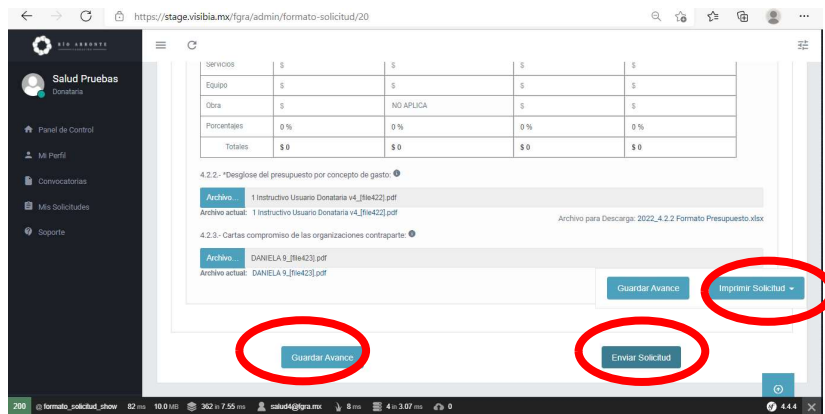 https://stage.visibia.mx/fgra/admin/formato-solicitud/20
RÍO ARRONTE
Salud Pruebas
Donataria
Panel de Control
Mi Perfil
Convocatorias
Mis Solicitudes
Soporte
Servicios $ $ $ $
Equipo $ $ $ $
Obra $ NO APLICA $ $
Porcentajes 0 % 0 % 0 % 0 %
Totales $ 0 $ 0 $ 0 $ 0
4.2.2.- *Desglose del presupuesto por concepto de gasto:
Archivo... 1 Instructivo Usuario Donataria v4_[file422].pdf
Archivo actual: 1 Instructivo Usuario Donataria v4_[file422].pdf
Archivo para Descarga: 2022_4.2.2 Formato Presupuesto.xlsx
4.2.3.- Cartas compromiso de las organizaciones contraparte:
Archivo... DANIELA 9_[file423].pdf
Archivo actual: DANIELA 9_[file423].pdf
Guardar Avance Imprimir Solicitud
Guardar Avance Enviar Solicitud
200 @ formato_solicitud_show 82 ms 10.0 MB 362 in 7.55 ms salud4@fgra.mx 8 ms 4 in 3.07 ms 0 4.4.4